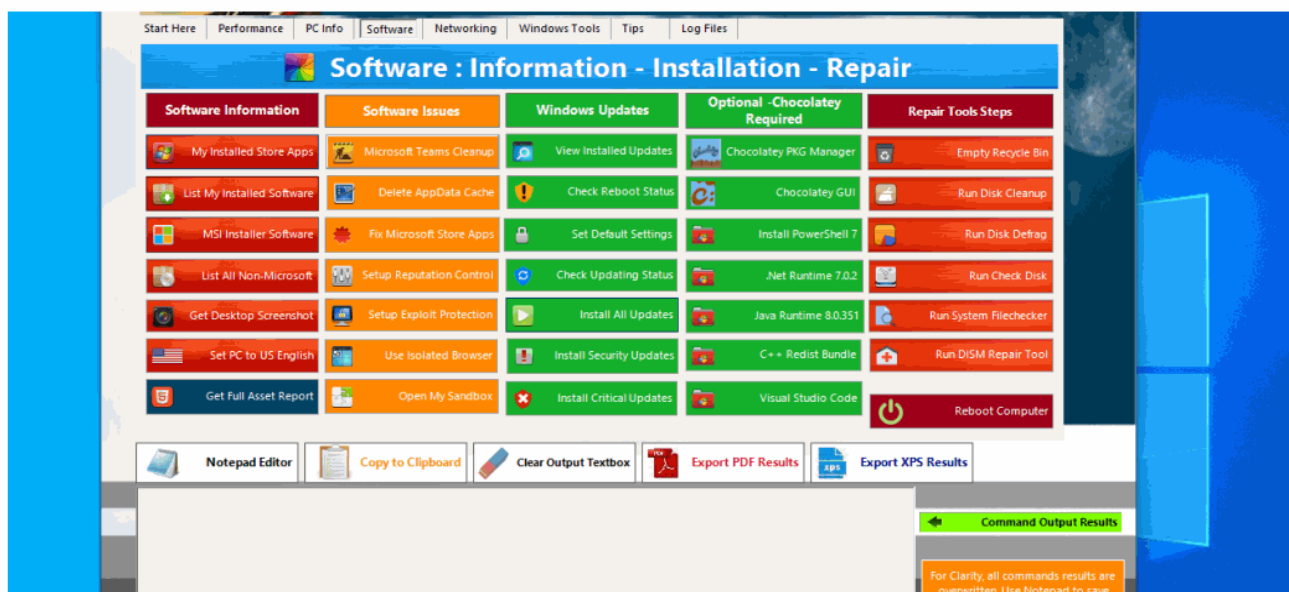 Start Here
Performance
PC Info
Software
Networking
Windows Tools
Tips
Log Files
Software : Information - Installation - Repair
Software Information
My Installed Store Apps
List My Installed Software
MSI Installer Software
List All Non-Microsoft
Get Desktop Screenshot
Set PC to US English
Get Full Asset Report
Software Issues
Microsoft Teams Cleanup
Delete AppData Cache
Fix Microsoft Store Apps
Setup Reputation Control
Setup Exploit Protection
Use Isolated Browser
Open My Sandbox
Windows Updates
View Installed Updates
Check Reboot Status
Set Default Settings
Check Updating Status
Install All Updates
Install Security Updates
Install Critical Updates
Optional -Chocolatey
Required
Chocolatey PKG Manager
Chocolatey GUI
Install PowerShell 7
.Net Runtime 7.0.2
Java Runtime 8.0.351
C++ Redist Bundle
Visual Studio Code
Repair Tools Steps
Empty Recycle Bin
Run Disk Cleanup
Run Disk Defrag
Run Check Disk
Run System Filechecker
Run DISM Repair Tool
Reboot Computer
Notepad Editor
Copy to Clipboard
Clear Output Textbox
PDF
Export PDF Results
xps
Export XPS Results
Command Output Results
For Clarity, all commands results are
overwritten. Use Notepad to save